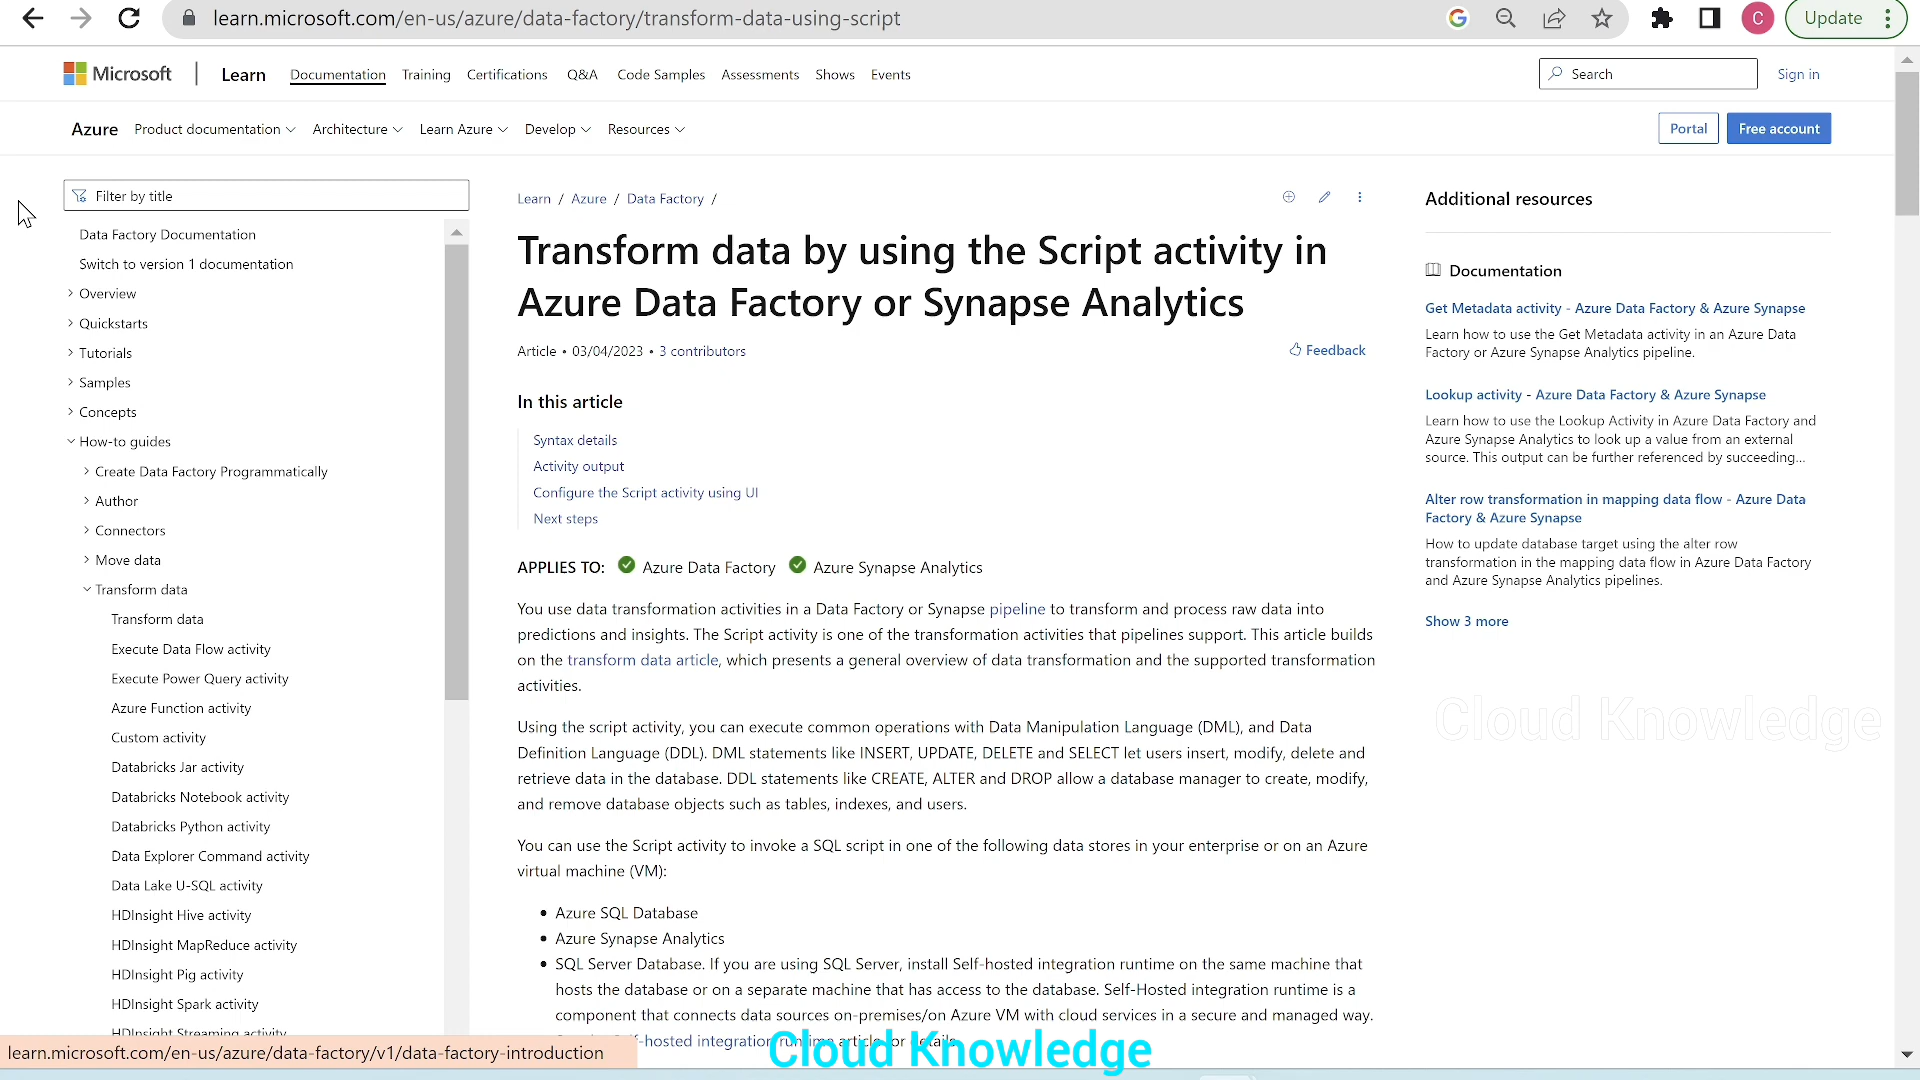 learn.microsoft.com/en-us/azure/data-factory/transform-data-using-script
C
Update
Microsoft
Learn
Documentation
Training
Certifications
Q&A
Code Samples
Assessments
Shows
Events
Search
Sign in
Azure
Product documentation
Architecture
Learn Azure
Develop
Resources
Portal
Free account
Filter by title
Data Factory Documentation
Switch to version 1 documentation
Overview
Quickstarts
Tutorials
Samples
Concepts
How-to guides
Create Data Factory Programmatically
Author
Connectors
Move data
Transform data
Transform data
Execute Data Flow activity
Execute Power Query activity
Azure Function activity
Custom activity
Databricks Jar activity
Databricks Notebook activity
Databricks Python activity
Data Explorer Command activity
Data Lake U-SQL activity
HDInsight Hive activity
HDInsight MapReduce activity
HDInsight Pig activity
HDInsight Spark activity
HDInsight Streaming activity
learn.microsoft.com/en-us/azure/data-factory/v1/data-factory-introduction
Learn / Azure / Data Factory /
Transform data by using the Script activity in
Azure Data Factory or Synapse Analytics
Article • 03/04/2023 • 3 contributors
Feedback
In this article
Syntax details
Activity output
Configure the Script activity using UI
Next steps
APPLIES TO: Azure Data Factory Azure Synapse Analytics
You use data transformation activities in a Data Factory or Synapse pipeline to transform and process raw data into
predictions and insights. The Script activity is one of the transformation activities that pipelines support. This article builds
on the transform data article, which presents a general overview of data transformation and the supported transformation
activities.
Using the script activity, you can execute common operations with Data Manipulation Language (DML), and Data
Definition Language (DDL). DML statements like INSERT, UPDATE, DELETE and SELECT let users insert, modify, delete and
retrieve data in the database. DDL statements like CREATE, ALTER and DROP allow a database manager to create, modify,
and remove database objects such as tables, indexes, and users.
You can use the Script activity to invoke a SQL script in one of the following data stores in your enterprise or on an Azure
virtual machine (VM):
• Azure SQL Database
• Azure Synapse Analytics
• SQL Server Database. If you are using SQL Server, install Self-hosted integration runtime on the same machine that
hosts the database or on a separate machine that has access to the database. Self-Hosted integration runtime is a
component that connects data sources on-premises/on Azure VM with cloud services in a secure and managed way.
-hosted integration
Cloud Knowledge
Additional resources
Documentation
Get Metadata activity - Azure Data Factory & Azure Synapse
Learn how to use the Get Metadata activity in an Azure Data
Factory or Azure Synapse Analytics pipeline.
Lookup activity - Azure Data Factory & Azure Synapse
Learn how to use the Lookup Activity in Azure Data Factory and
Azure Synapse Analytics to look up a value from an external
source. This output can be further referenced by succeeding...
Alter row transformation in mapping data flow - Azure Data
Factory & Azure Synapse
How to update database target using the alter row
transformation in the mapping data flow in Azure Data Factory
and Azure Synapse Analytics pipelines.
Show 3 more
Cloud Knowledge